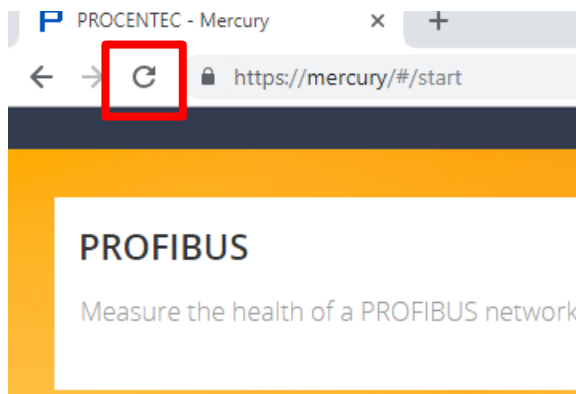 PROCENTEC - Mercury
https://mercury/#/start
PROFIBUS
Measure the health of a PROFIBUS network